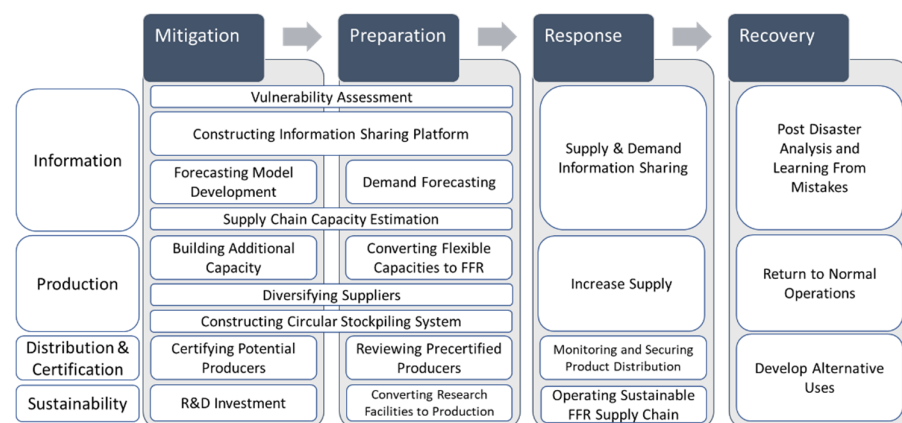 Mitigation
Preparation
Response
Recovery
Information
Vulnerability Assessment
Constructing Information Sharing Platform
Forecasting Model
Development
Demand Forecasting
Supply Chain Capacity Estimation
Supply & Demand
Information Sharing
Post Disaster
Analysis and
Learning From
Mistakes
Production
Building Additional
Capacity
Converting Flexible
Capacities to FFR
Diversifying Suppliers
Constructing Circular Stockpiling System
Increase Supply
Return to Normal
Operations
Distribution &
Certification
Certifying Potential
Producers
Reviewing Precertified
Producers
Monitoring and Securing
Product Distribution
Develop Alternative
Uses
Sustainability
R&D Investment
Converting Research
Facilities to Production
Operating Sustainable
FFR Supply Chain